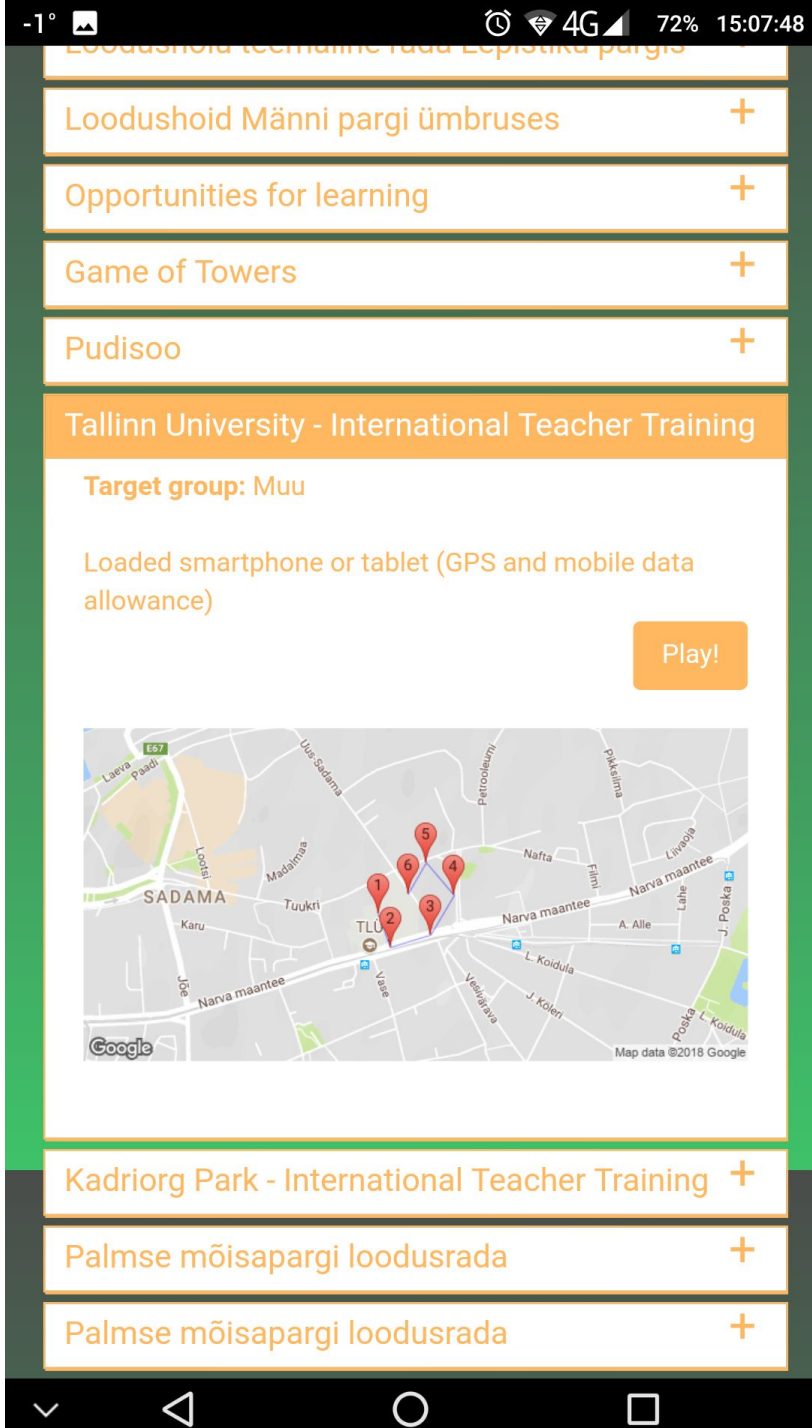 -1° 4G 72% 15:07:48
Loodushoid Männi pargi ümbruses +
Opportunities for learning +
Game of Towers +
Pudisoo +
Tallinn University - International Teacher Training
Target group: Muu
Loaded smartphone or tablet (GPS and mobile data
allowance)
Play!
E67
Laeva
Paadi
Uus-Sadama
Petrooleumi
Pikksilma
Lootsi
Madalmaa
Nafta
Filmi
Liivaoja
Narva maantee
Lahe
J. Poska
SADAMA
Tuukri
Karu
TLÜ
1
2
3
4
5
6
Narva maantee
A. Alle
L. Koidula
Jõe
Narva maantee
Vase
Vesivärava
J. Köleri
Poska
L. Koidula
Google
Map data ©2018 Google
Kadriorg Park - International Teacher Training +
Palmse mõisapargi loodusrada +
Palmse mõisapargi loodusrada +